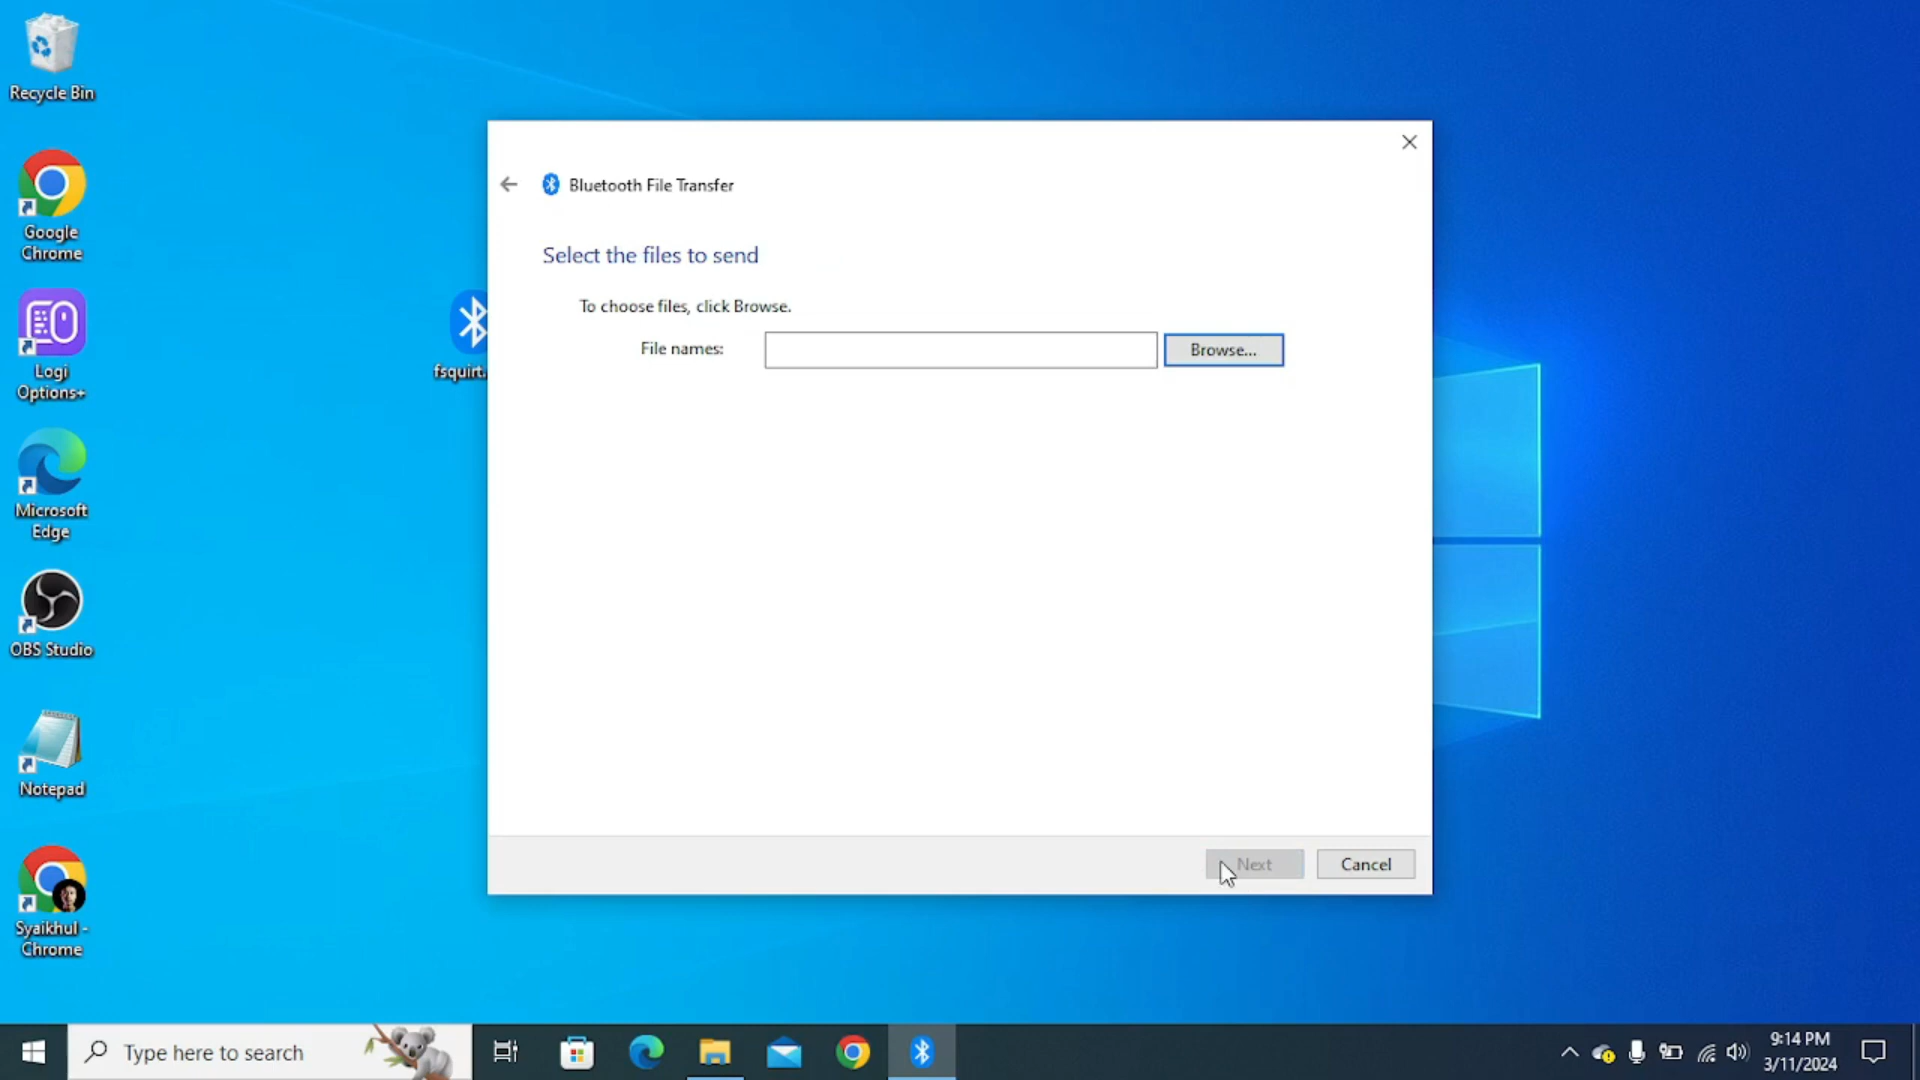 Recycle Bin
Google
Chrome
Logi
Options+
Microsoft
Edge
OBS Studio
Notepad
Syaikhul -
Chrome
fsquirt.
Bluetooth File Transfer
Select the files to send
To choose files, click Browse.
File names:
Browse...
Next
Cancel
Type here to search
9:14 PM
3/11/2024